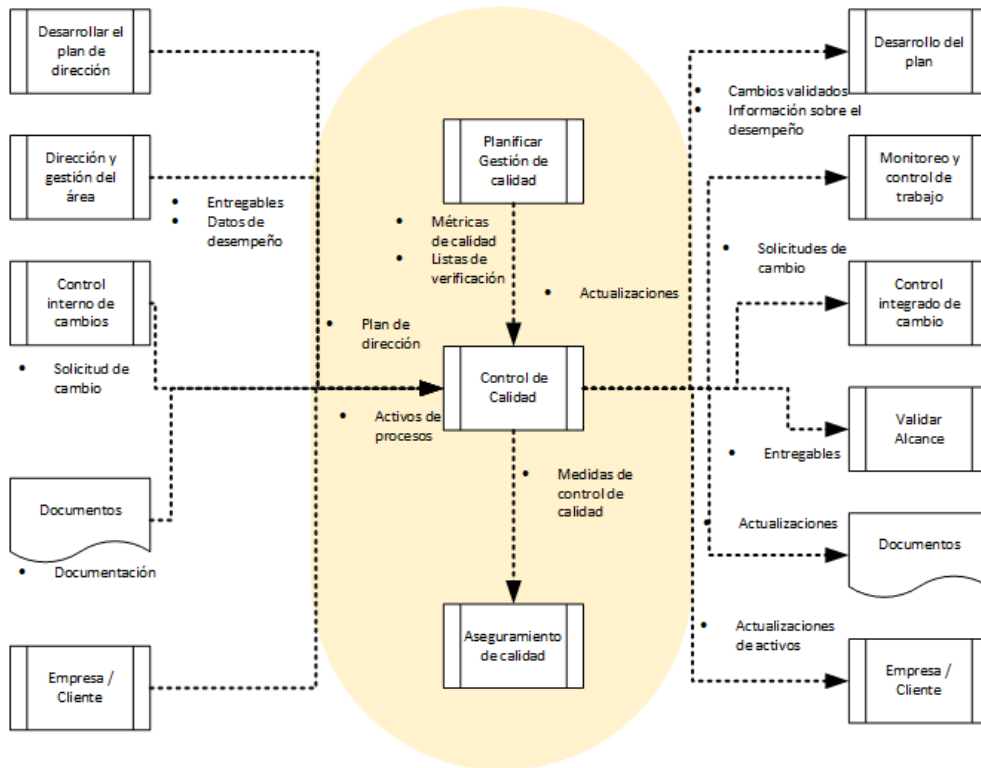 Desarrollar el
plan de
dirección
Dirección y
gestión del
área
• Entregables
• Datos de
desempeño
Control
interno de
cambios
• Solicitud de
cambio
Documentos
• Documentación
Empresa /
Cliente
• Plan de
dirección
• Activos de
procesos
Planificar
Gestión de
calidad
• Métricas
de calidad
• Listas de
verificación
• Actualizaciones
Control de
Calidad
• Medidas de
control de
calidad
Aseguramiento
de calidad
Desarrollo del
plan
• Cambios validados
• Información sobre el
desempeño
Monitoreo y
control de
trabajo
• Solicitudes de
cambio
Control
integrado de
cambio
Validar
Alcance
• Entregables
• Actualizaciones
Documentos
• Actualizaciones
de activos
Empresa /
Cliente